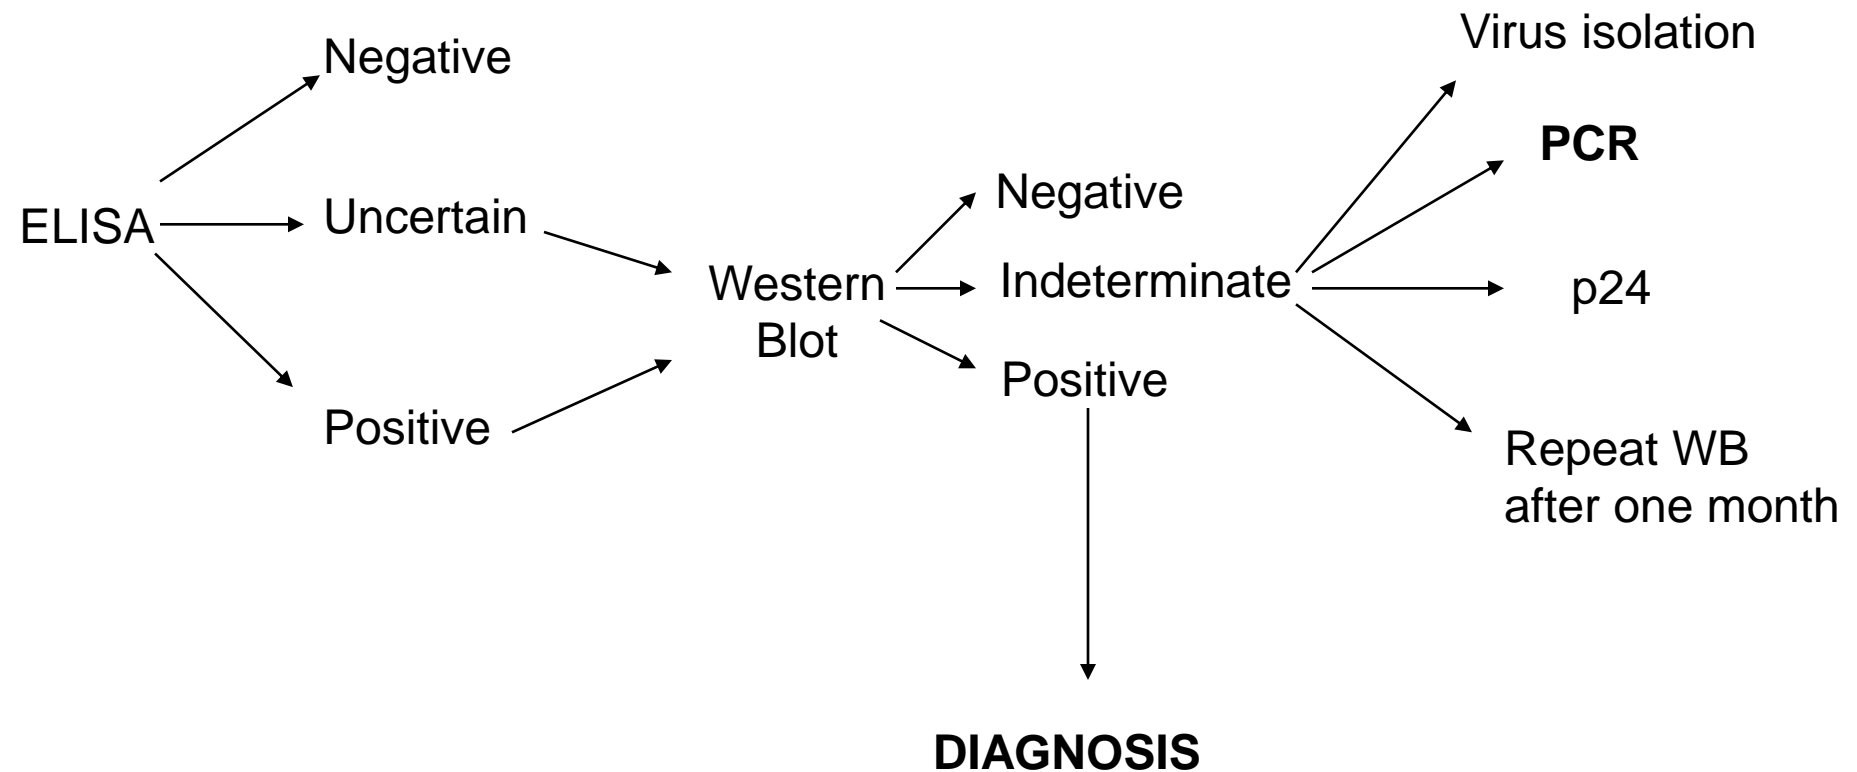 ELISA
Negative
Uncertain
Positive
Western
Blot
Negative
Indeterminate
Positive
Virus isolation
PCR
p24
Repeat WB
after one month
DIAGNOSIS